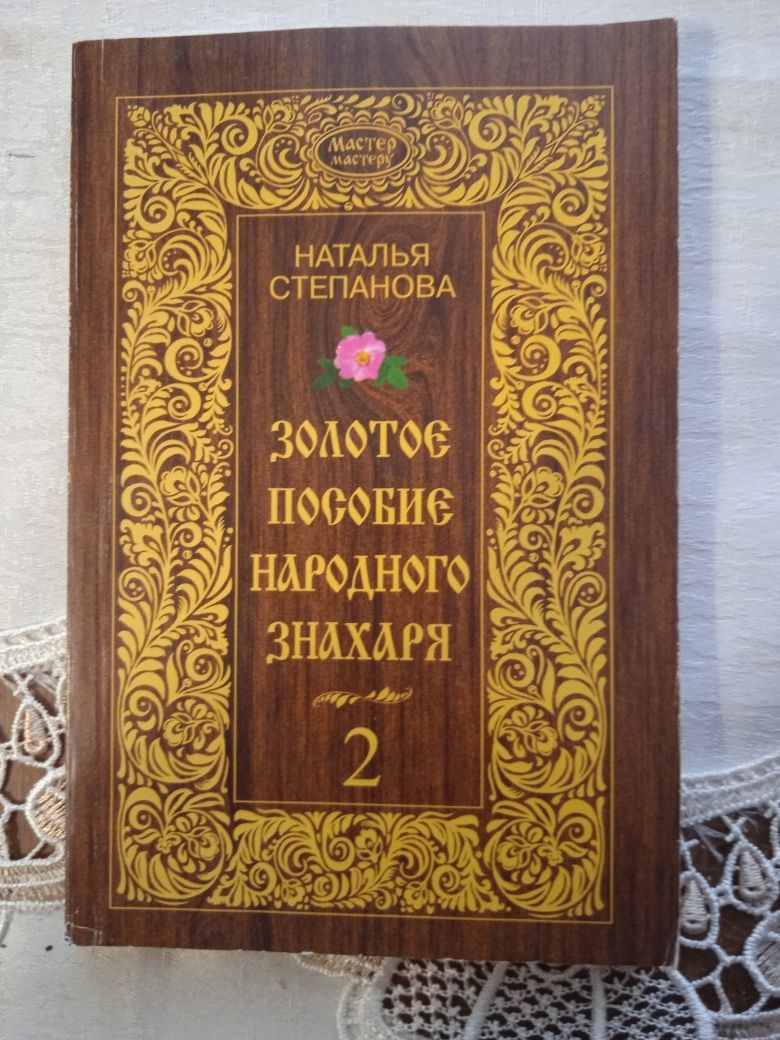 Мастер
мастеру
НАТАЛЬЯ
СТЕПАНОВА
ЗОЛОТОЕ
ПОСОБИЕ
НАРОДНОГО
ЗНАХАРЯ
2